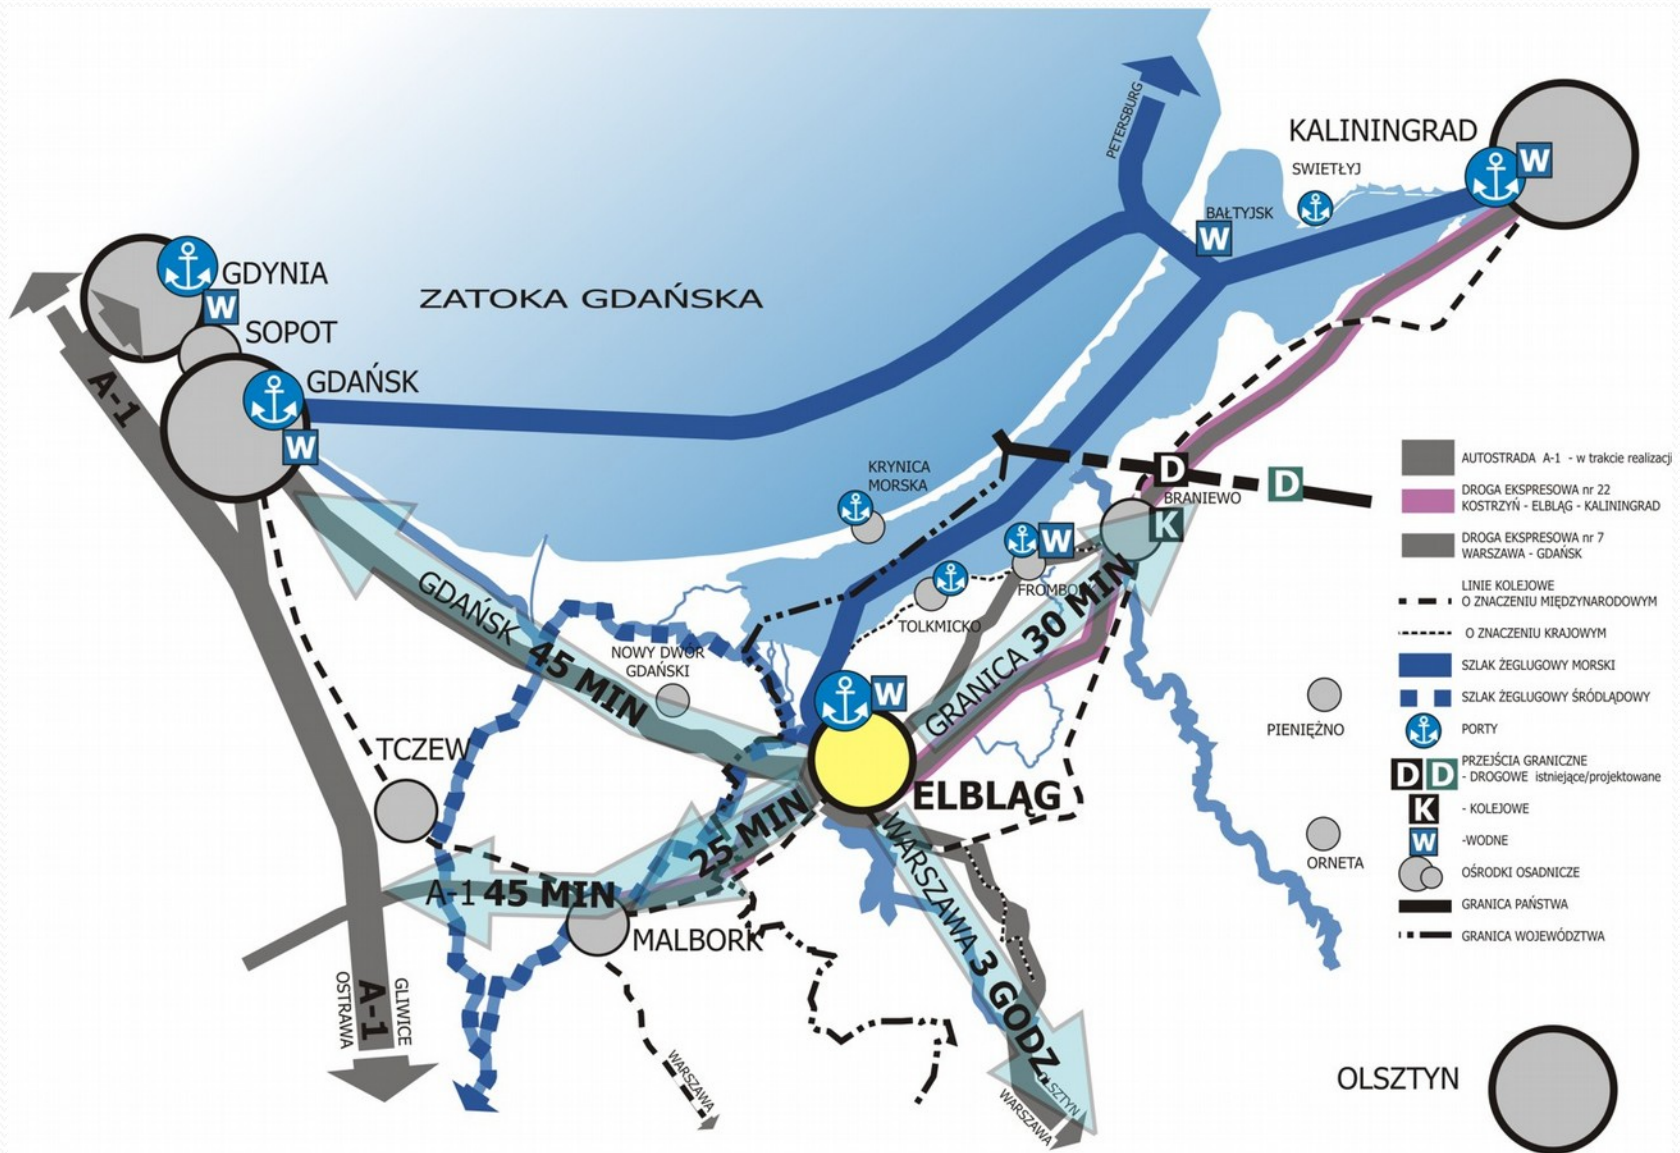 PETERSBURG
KALININGRAD
W
SWIETŁYJ
BAŁTYJSK
W
GDYNIA
W
ZATOKA GDAŃSKA
SOPOT
A-1
GDAŃSK
W
KRYNICA
MORSKA
D
D
BRANIEWO
K
W
FROMBORK
TOLKMICKO
GDAŃSK 45 MIN
NOWY DWÓR
GDAŃSKI
GRANICA 30 MIN
W
ELBLĄG
TCZEW
25 MIN
A-1 45 MIN
MALBORK
WARSZAWA 3 GODZ.
PIENIĘŻNO
ORNETA
OSTRAWA
A-1
GLIWICE
WARSZAWA
OLSZTYN
WARSZAWA
OLSZTYN
AUTOSTRADA A-1 - w trakcie realizacji
DROGA EKSPRESOWA nr 22
KOSTRZYŃ - ELBLĄG - KALININGRAD
DROGA EKSPRESOWA nr 7
WARSZAWA - GDAŃSK
LINIE KOLEJOWE
O ZNACZENIU MIĘDZYNARODOWYM
O ZNACZENIU KRAJOWYM
SZLAK ŻEGLUGOWY MORSKI
SZLAK ŻEGLUGOWY ŚRÓDLĄDOWY
PORTY
PRZEJŚCIA GRANICZNE
D D - DROGOWE istniejące/projektowane
K - KOLEJOWE
W -WODNE
OŚRODKI OSADNICZE
GRANICA PAŃSTWA
GRANICA WOJEWÓDZTWA